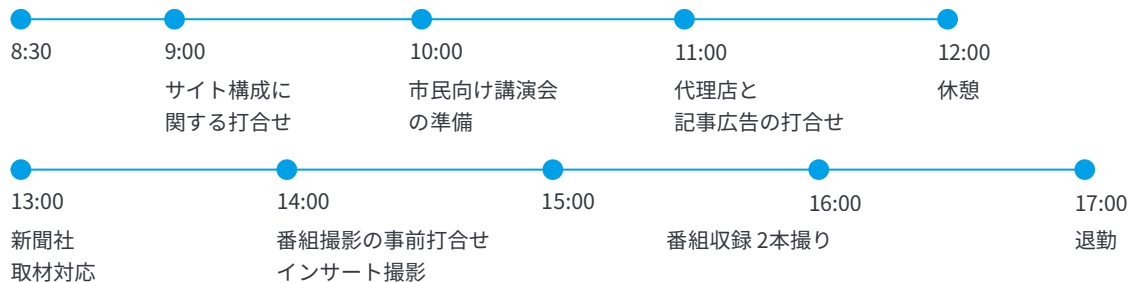 8:30
9:00
10:00
11:00
12:00
サイト構成に
関する打合せ
市民向け講演会
の準備
代理店と
記事広告の打合せ
休憩
13:00
14:00
15:00
16:00
17:00
新聞社
取材対応
番組撮影の事前打合せ
インサート撮影
番組収録 2本撮り
退勤